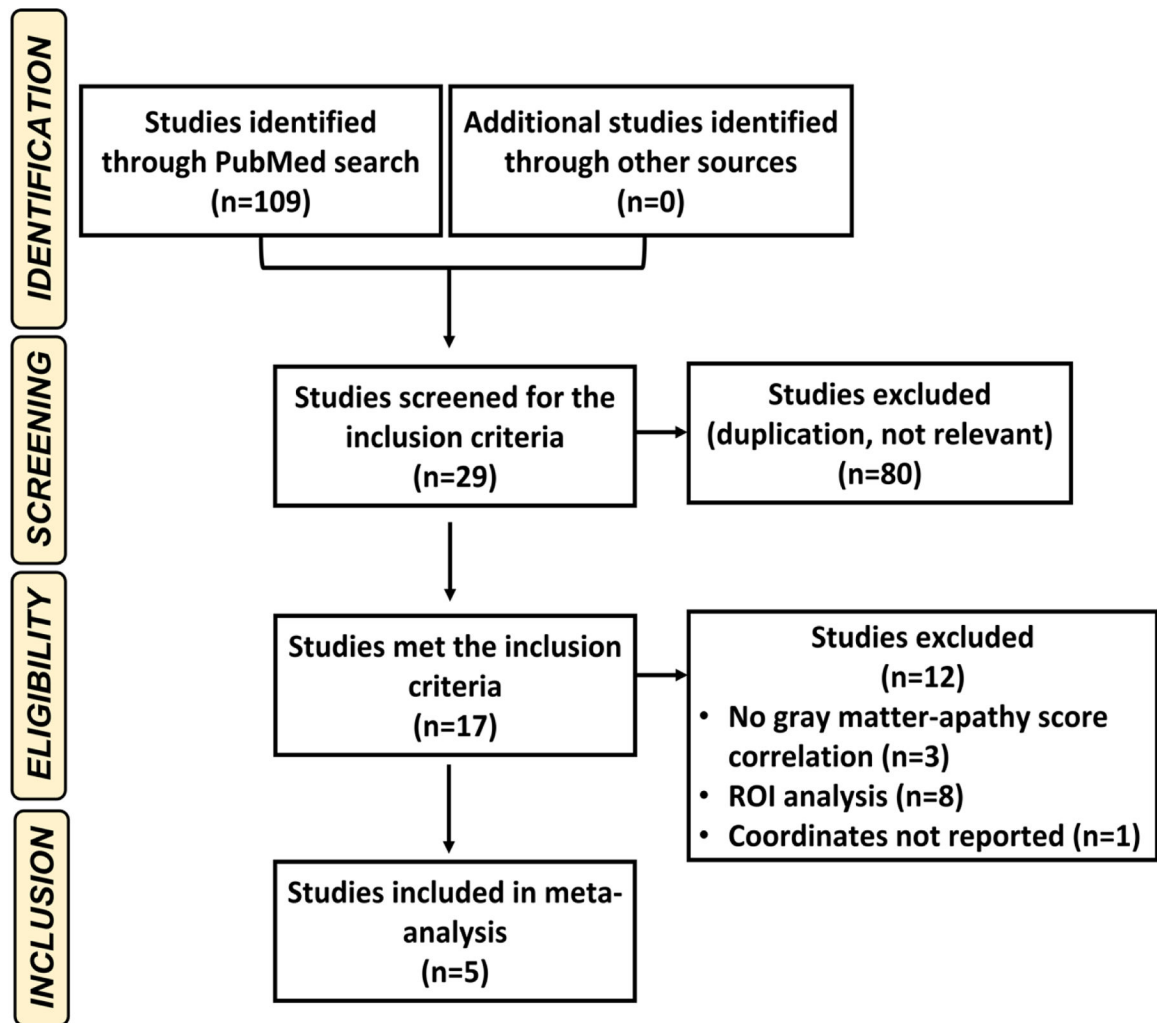 IDENTIFICATION
Studies identified
through PubMed search
(n=109)
Additional studies identified
through other sources
(n=0)
SCREENING
Studies screened for the
inclusion criteria
(n=29)
Studies excluded
(duplication, not relevant)
(n=80)
ELIGIBILITY
Studies met the inclusion
criteria
(n=17)
Studies excluded
(n=12)
• No gray matter-apathy score
correlation (n=3)
• ROI analysis (n=8)
• Coordinates not reported (n=1)
INCLUSION
Studies included in meta-
analysis
(n=5)